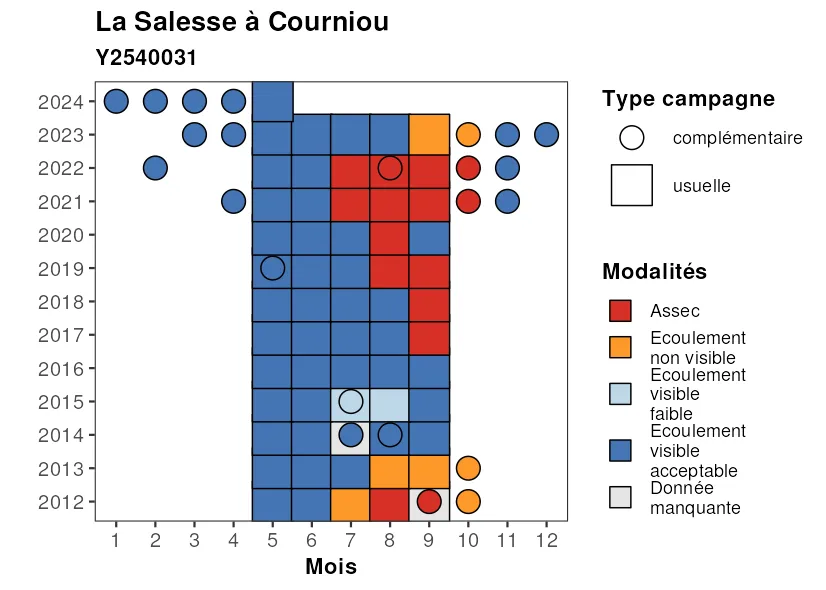 La Salesse à Courniou
Y2540031
2024
2023
2022
2021
2020
2019
2018
2017
2016
2015
2014
2013
2012
1 2 3 4 5 6 7 8 9 10 11 12
Mois
Type campagne
complémentaire
usuelle
Modalités
Assec
Ecoulement
non visible
Ecoulement
visible
faible
Ecoulement
visible
acceptable
Donnée
manquante